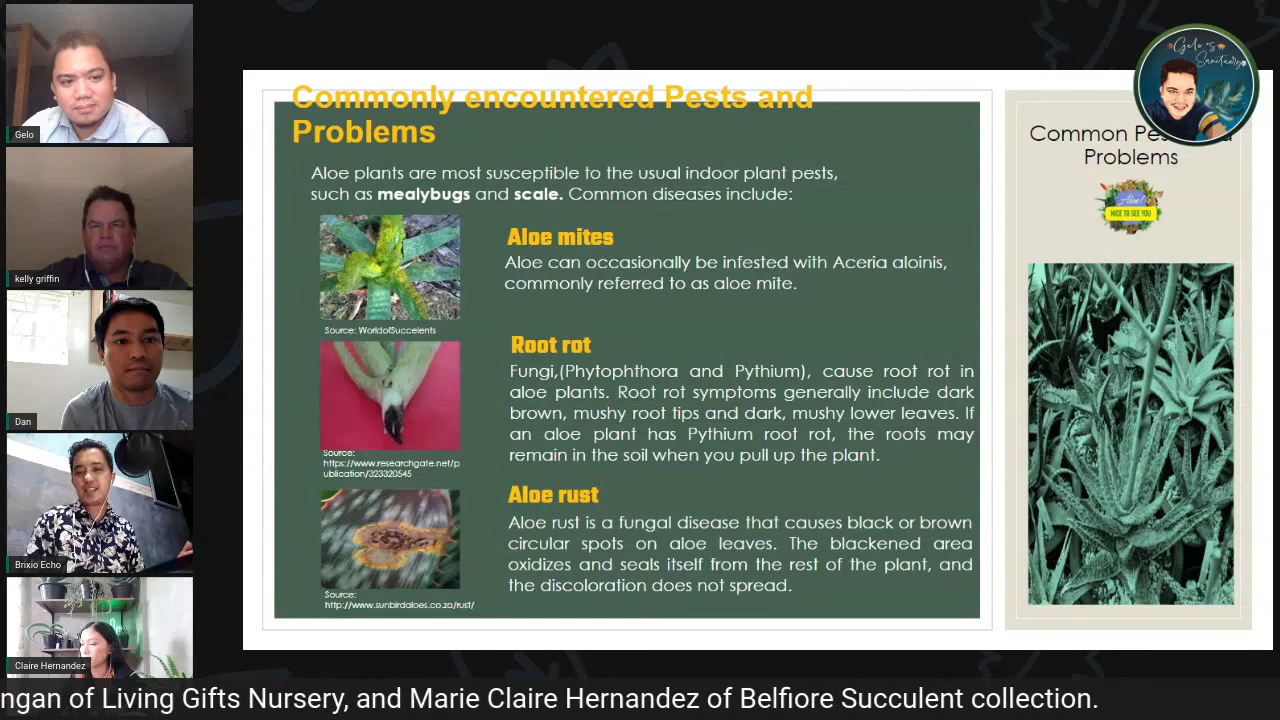 Gelo
kelly griffin
Dan
Brixio Echo
Claire Hernandez
Commonly encountered Pests and
Problems
Aloe plants are most susceptible to the usual indoor plant pests,
such as mealybugs and scale. Common diseases include:
Aloe mites
Aloe can occasionally be infested with Aceria aloinis,
commonly referred to as aloe mite.
Source: WorldofSucculents
Root rot
Fungi,(Phytophthora and Pythium), cause root rot in
aloe plants. Root rot symptoms generally include dark
brown, mushy root tips and dark, mushy lower leaves. If
an aloe plant has Pythium root rot, the roots may
remain in the soil when you pull up the plant.
Source:
https://www.researchgate.net/p
ublication/323320545
Aloe rust
Aloe rust is a fungal disease that causes black or brown
circular spots on aloe leaves. The blackened area
oxidizes and seals itself from the rest of the plant, and
the discoloration does not spread.
Source:
http://www.sunbirdaloes.co.za/rust/
Gelo's
Sanctuary
Common
Problems
Aloe!
NICE TO SEE YOU
ngan of Living Gifts Nursery, and Marie Claire Hernandez of Belfiore Succulent collection.